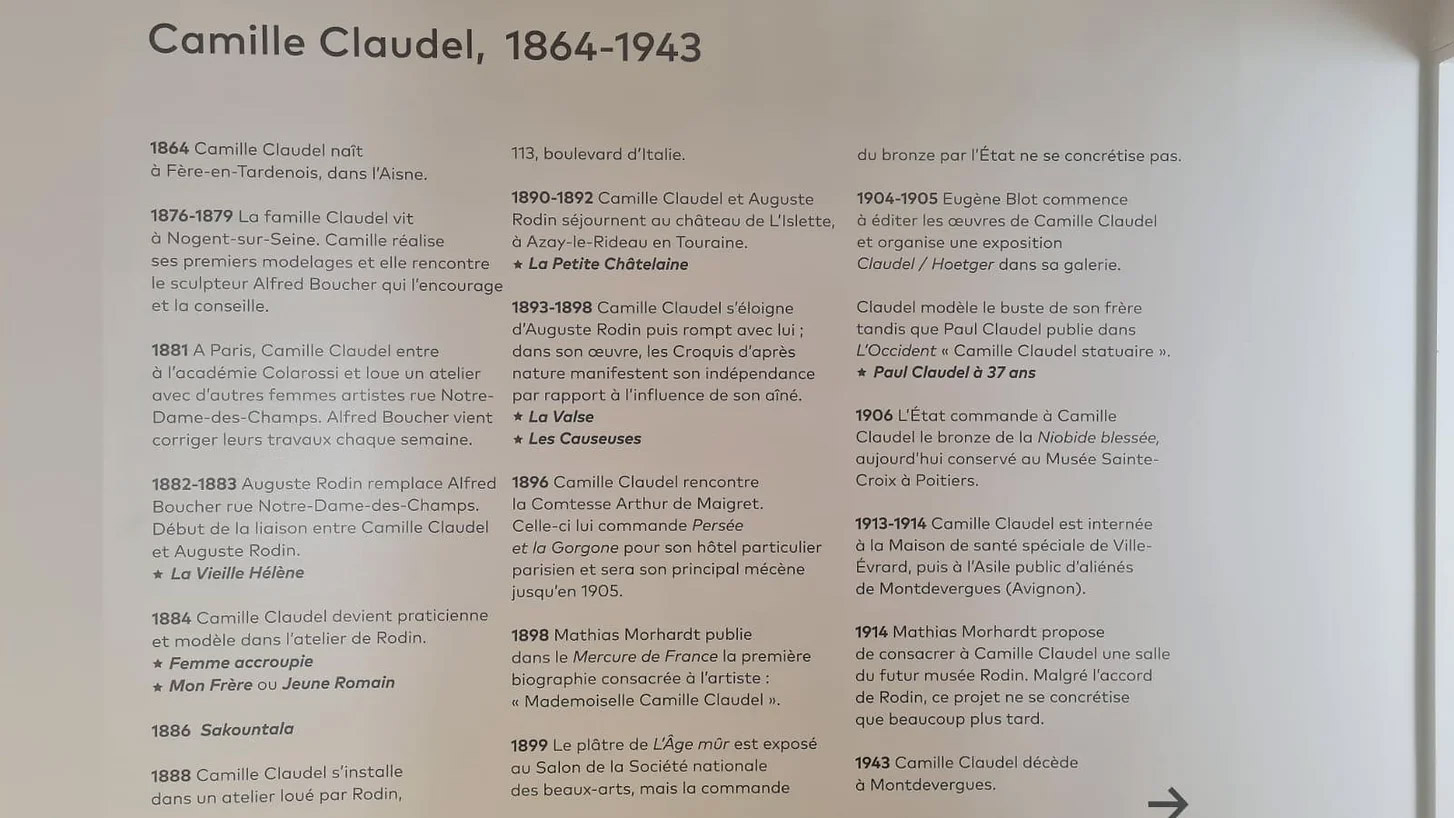 Camille Claudel, 1864-1943
1864 Camille Claudel naît
à Fère-en-Tardenois, dans l'Aisne.
1876-1879 La famille Claudel vit
à Nogent-sur-Seine. Camille réalise
ses premiers modelages et elle rencontre
le sculpteur Alfred Boucher qui l'encourage
et la conseille.
1881 A Paris, Camille Claudel entre
à l'académie Colarossi et loue un atelier
avec d'autres femmes artistes rue Notre-
Dame-des-Champs. Alfred Boucher vient
corriger leurs travaux chaque semaine.
1882-1883 Auguste Rodin remplace Alfred
Boucher rue Notre-Dame-des-Champs.
Début de la liaison entre Camille Claudel
et Auguste Rodin.
★ La Vieille Hélène
1884 Camille Claudel devient praticienne
et modèle dans l'atelier de Rodin.
★ Femme accroupie
★ Mon Frère ou Jeune Romain
1886 Sakountala
1888 Camille Claudel s'installe
dans un atelier loué par Rodin,
113, boulevard d'Italie.
1890-1892 Camille Claudel et Auguste
Rodin séjournent au château de L'Islette,
à Azay-le-Rideau en Touraine.
★ La Petite Châtelaine
1893-1898 Camille Claudel s'éloigne
d'Auguste Rodin puis rompt avec lui ;
dans son œuvre, les Croquis d'après
nature manifestent son indépendance
par rapport à l'influence de son aîné.
★ La Valse
★ Les Causeuses
1896 Camille Claudel rencontre
la Comtesse Arthur de Maigret.
Celle-ci lui commande Persée
et la Gorgone pour son hôtel particulier
parisien et sera son principal mécène
jusqu'en 1905.
1898 Mathias Morhardt publie
dans le Mercure de France la première
biographie consacrée à l'artiste :
« Mademoiselle Camille Claudel ».
1899 Le plâtre de L'Âge mûr est exposé
au Salon de la Société nationale
des beaux-arts, mais la commande
du bronze par l'État ne se concrétise pas.
1904-1905 Eugène Blot commence
à éditer les œuvres de Camille Claudel
et organise une exposition
Claudel / Hoetger dans sa galerie.
Claudel modèle le buste de son frère
tandis que Paul Claudel publie dans
L'Occident « Camille Claudel statuaire ».
★ Paul Claudel à 37 ans
1906 L'État commande à Camille
Claudel le bronze de la Niobide blessée,
aujourd'hui conservé au Musée Sainte-
Croix à Poitiers.
1913-1914 Camille Claudel est internée
à la Maison de santé spéciale de Ville-
Évrard, puis à l'Asile public d'aliénés
de Montdevergues (Avignon).
1914 Mathias Morhardt propose
de consacrer à Camille Claudel une salle
du futur musée Rodin. Malgré l'accord
de Rodin, ce projet ne se concrétise
que beaucoup plus tard.
1943 Camille Claudel décède
à Montdevergues.
→